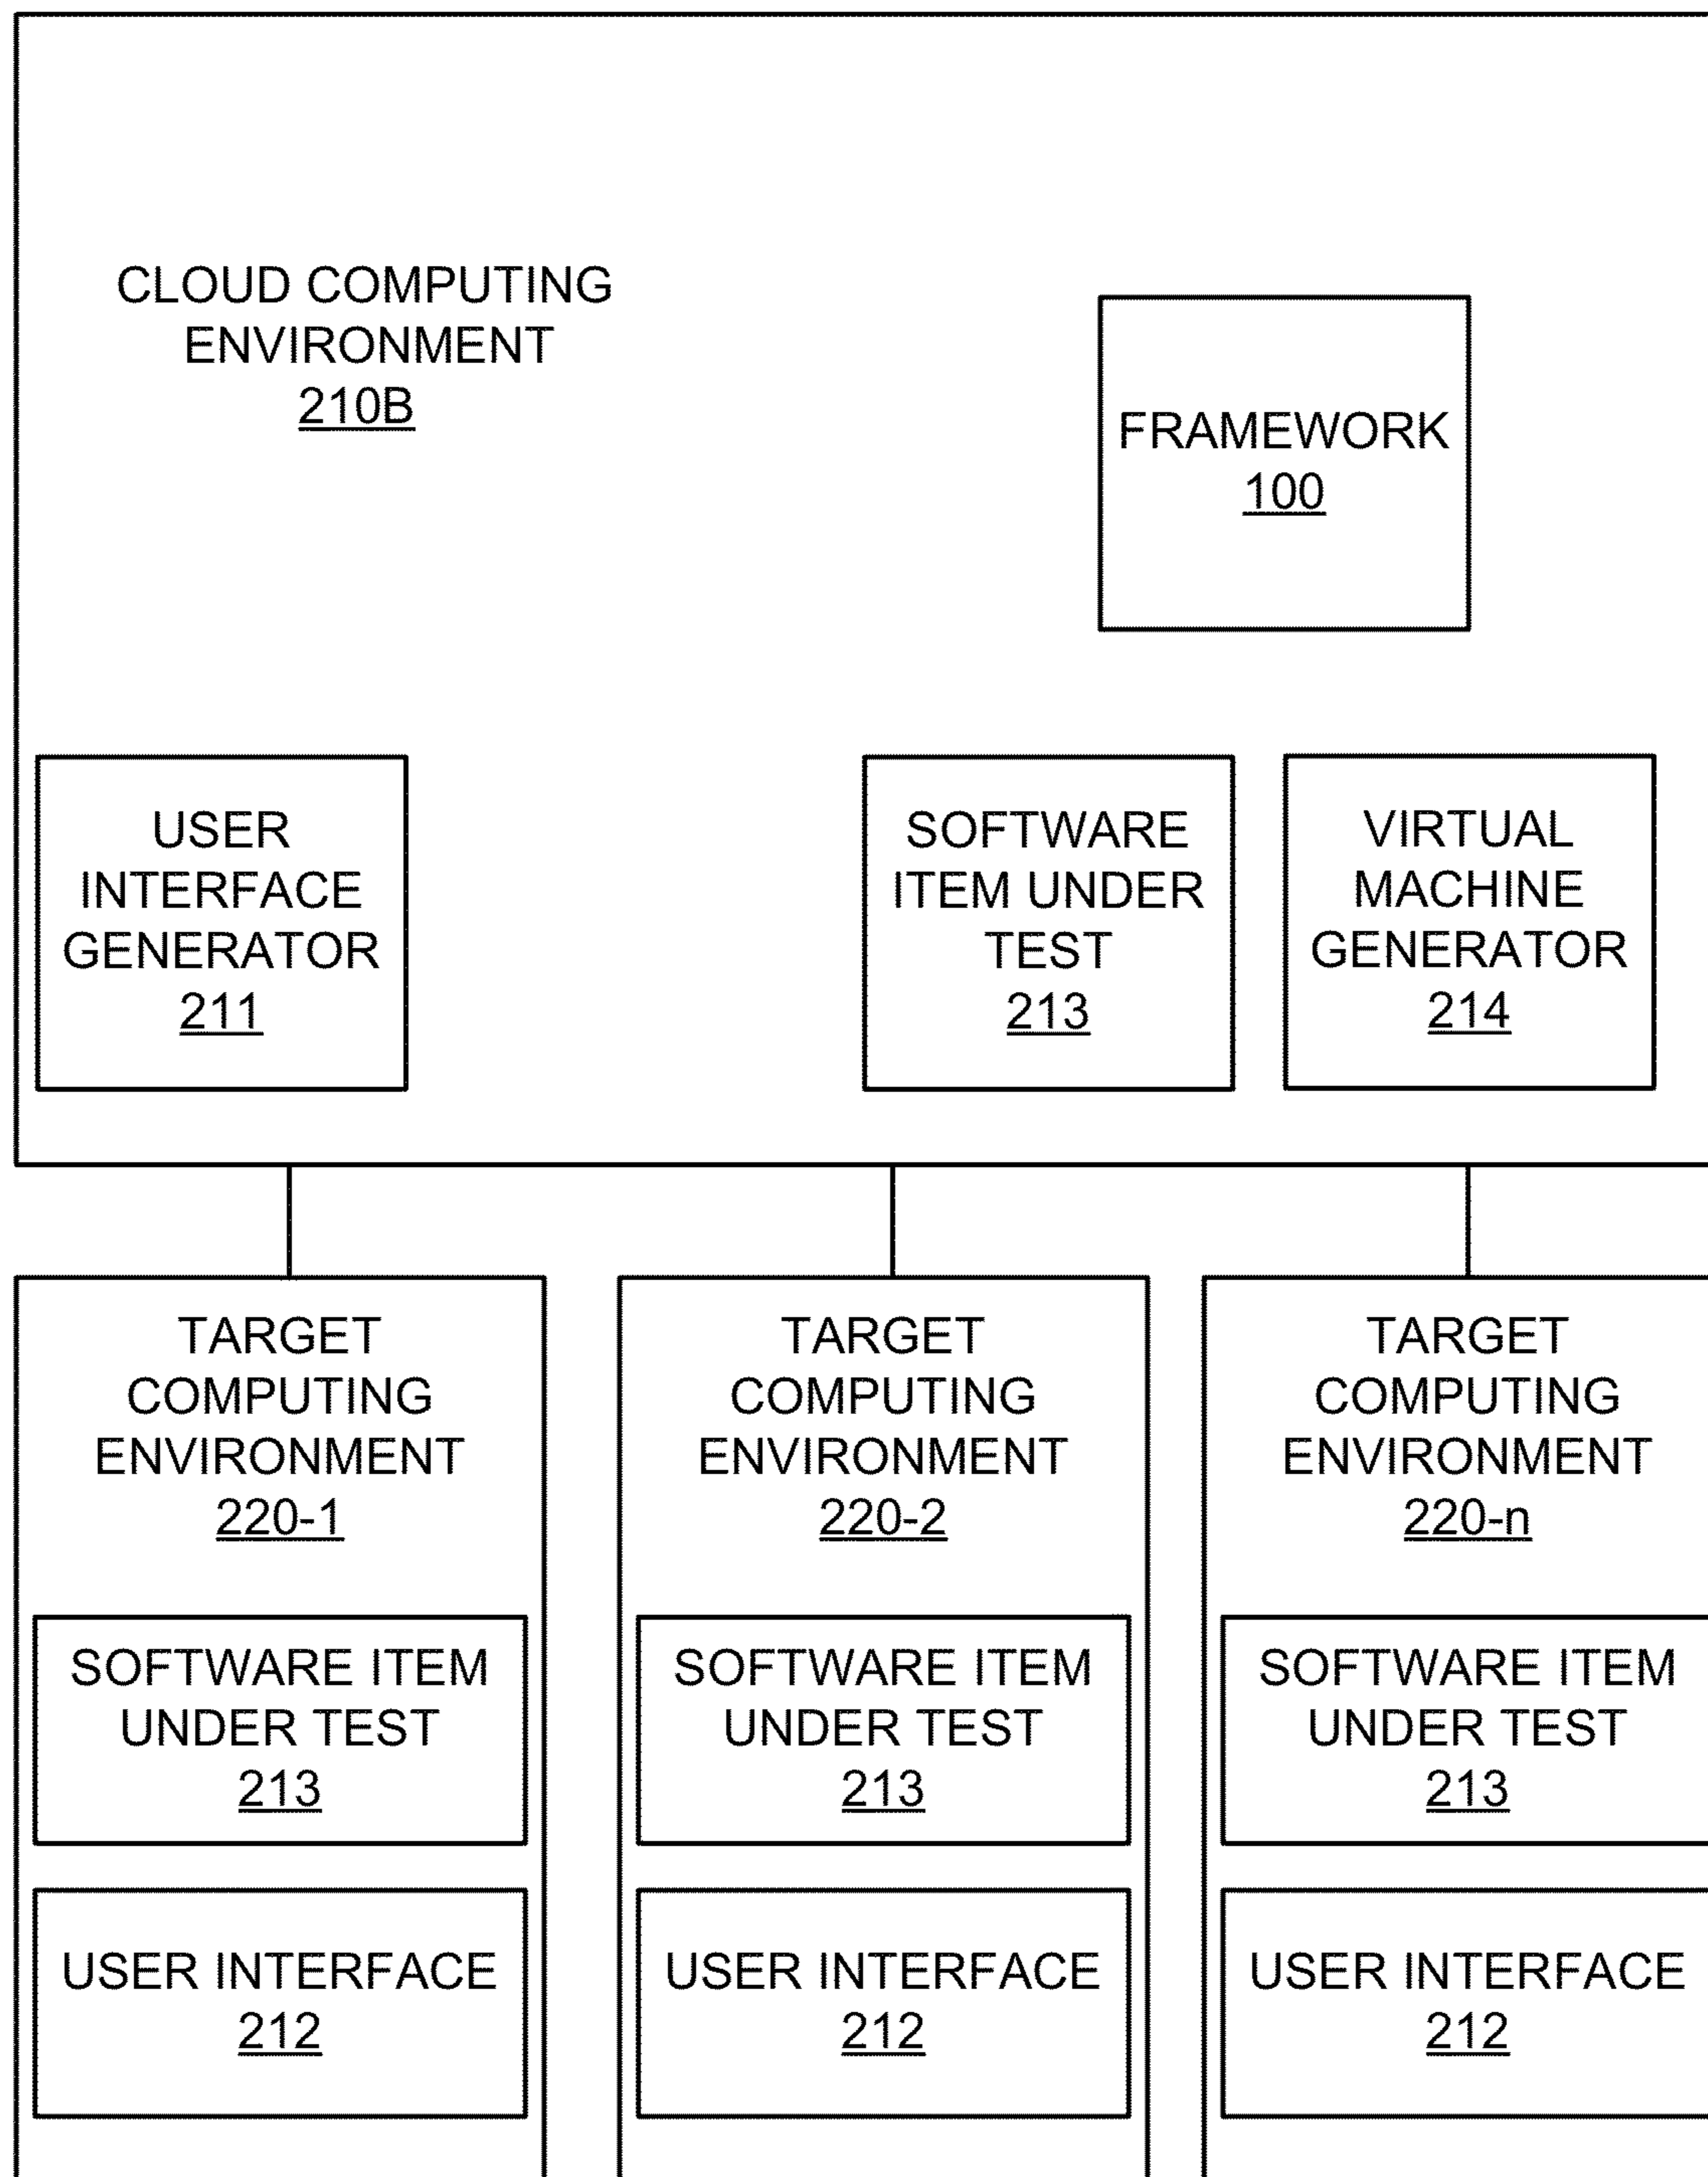 CLOUD COMPUTING
ENVIRONMENT
210B
FRAMEWORK
100
USER
INTERFACE
GENERATOR
211
SOFTWARE
ITEM UNDER
TEST
213
VIRTUAL
MACHINE
GENERATOR
214
TARGET
COMPUTING
ENVIRONMENT
220-1
SOFTWARE ITEM
UNDER TEST
213
USER INTERFACE
212
TARGET
COMPUTING
ENVIRONMENT
220-2
SOFTWARE ITEM
UNDER TEST
213
USER INTERFACE
212
TARGET
COMPUTING
ENVIRONMENT
220-n
SOFTWARE ITEM
UNDER TEST
213
USER INTERFACE
212